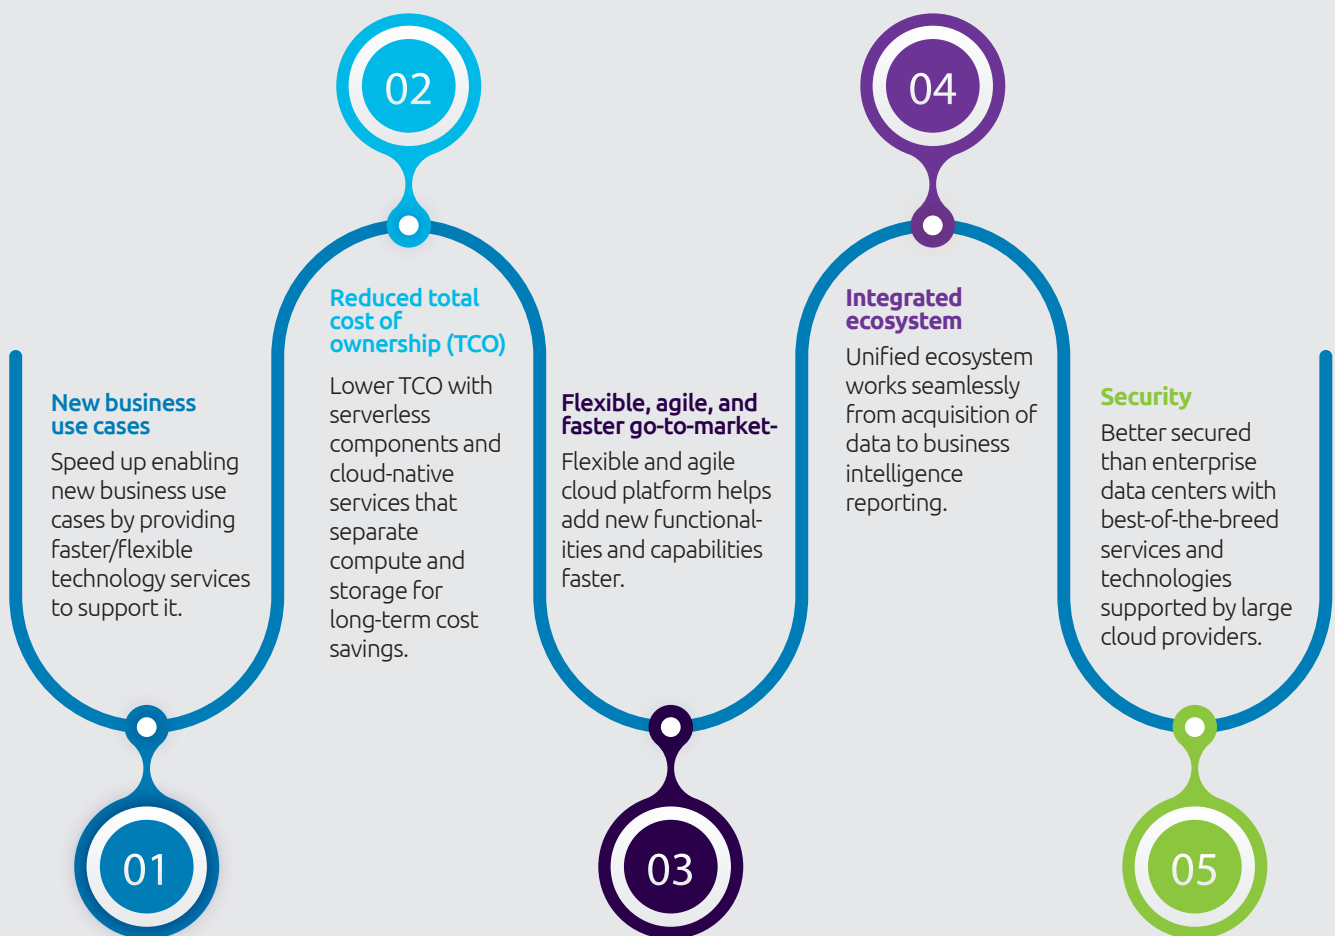 01
New business
use cases
Speed up enabling
new business use
cases by providing
faster/flexible
technology services
to support it.
02
Reduced total
cost of
ownership (TCO)
Lower TCO with
serverless
components and
cloud-native
services that
separate
compute and
storage for
long-term cost
savings.
03
Flexible, agile, and
faster go-to-market-
Flexible and agile
cloud platform helps
add new functional-
ities and capabilities
faster.
04
Integrated
ecosystem
Unified ecosystem
works seamlessly
from acquisition of
data to business
intelligence
reporting.
05
Security
Better secured
than enterprise
data centers with
best-of-the-breed
services and
technologies
supported by large
cloud providers.